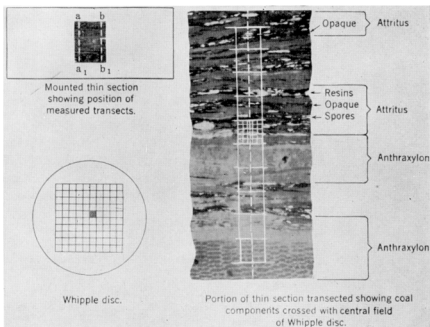 a b
a₁ b₁
Mounted thin section
showing position of
measured transects.
Whipple disc.
Opaque
Attritus
Resins
Opaque
Spores
Attritus
Anthraxylon
Anthraxylon
Portion of thin section transected showing coal
components crossed with central field
of Whipple disc.